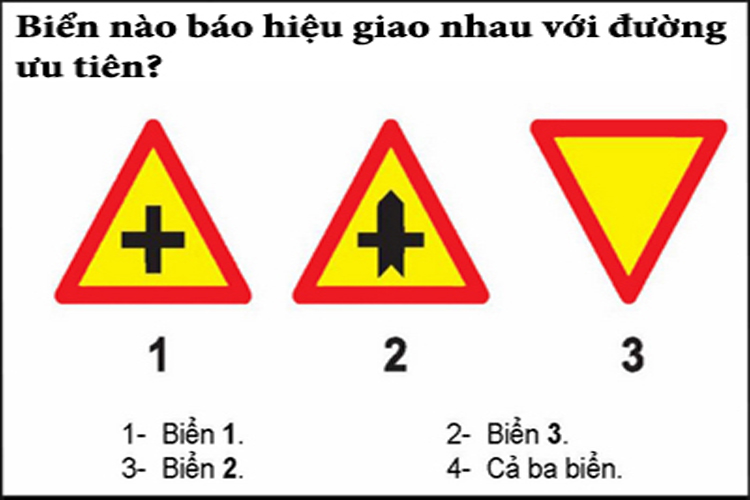 Biển nào báo hiệu giao nhau với đường
ưu tiên?
1 2 3
1- Biển 1. 2- Biển 3.
3- Biển 2. 4- Cả ba biển.